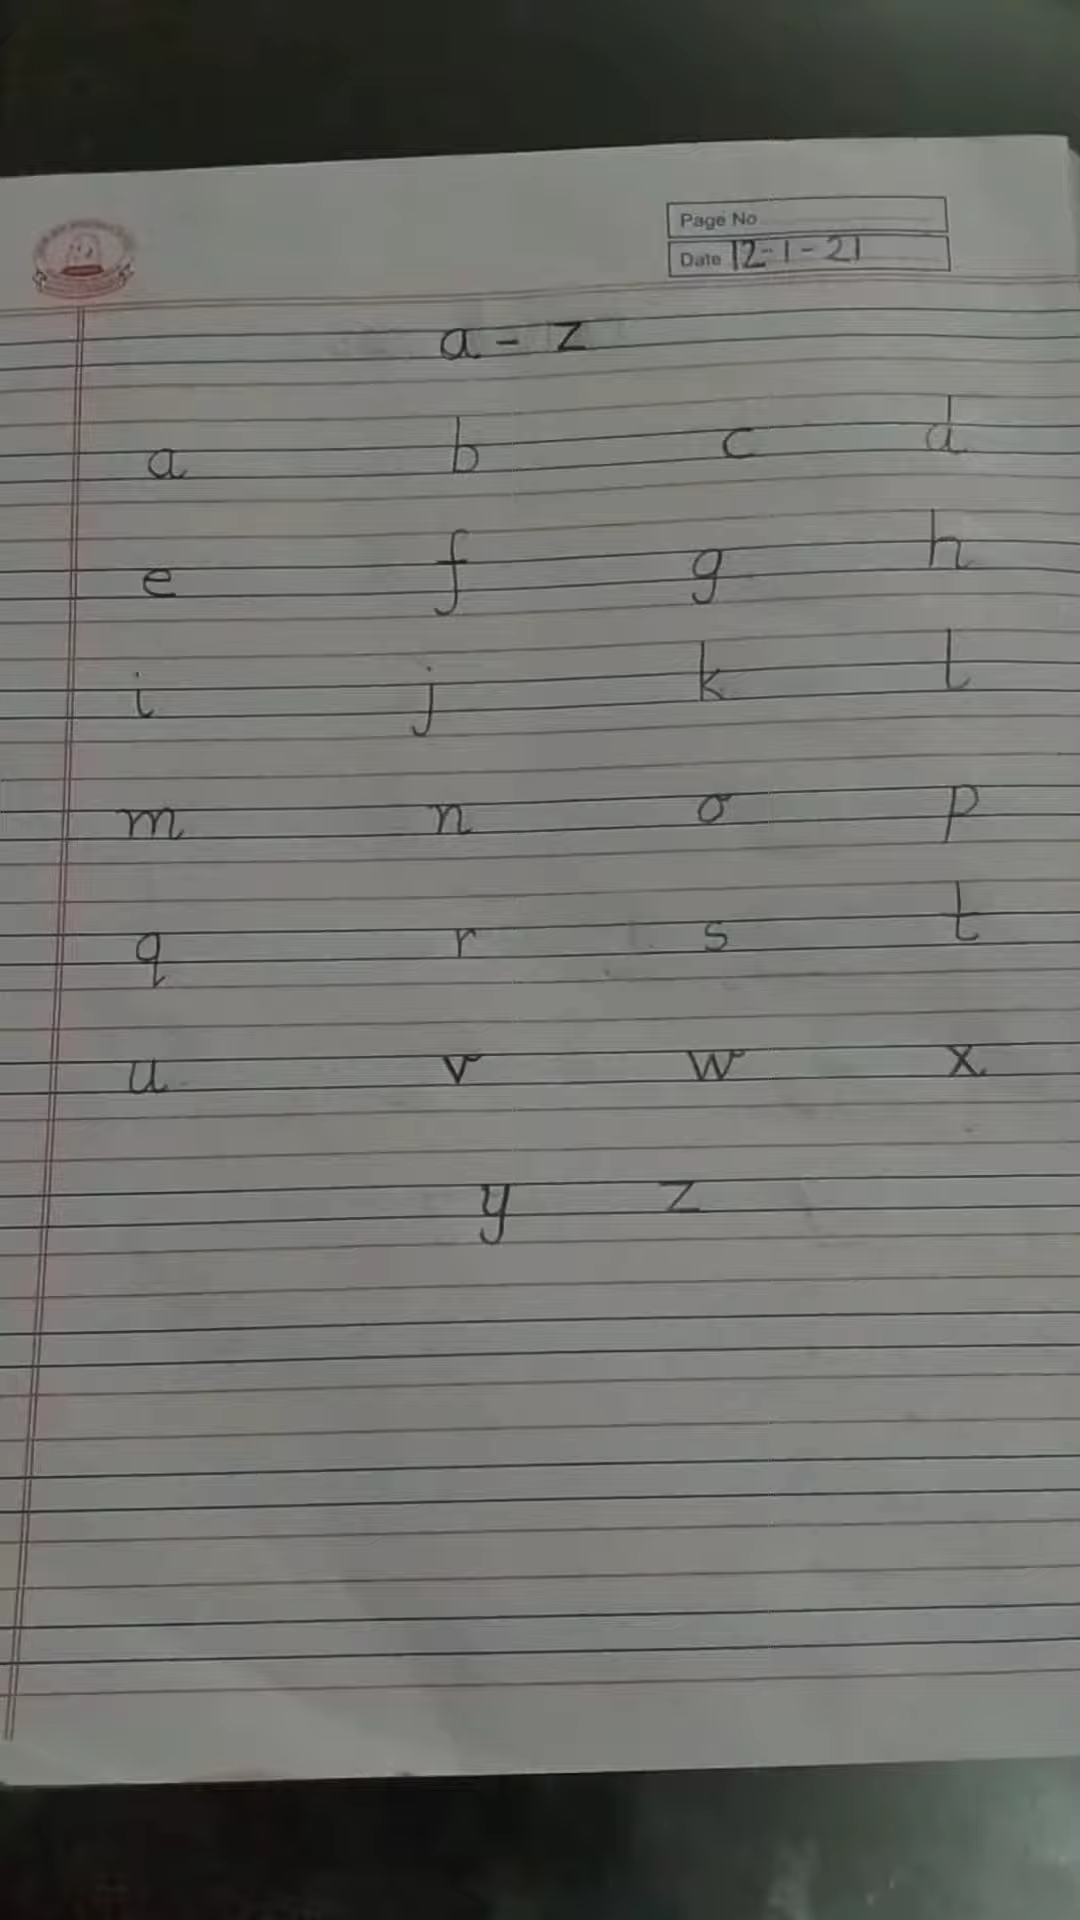 Page No
Date 12-1-21
a - z
a b c d
e f g h
i j k l
m n o p
q r s t
u v w x
y z